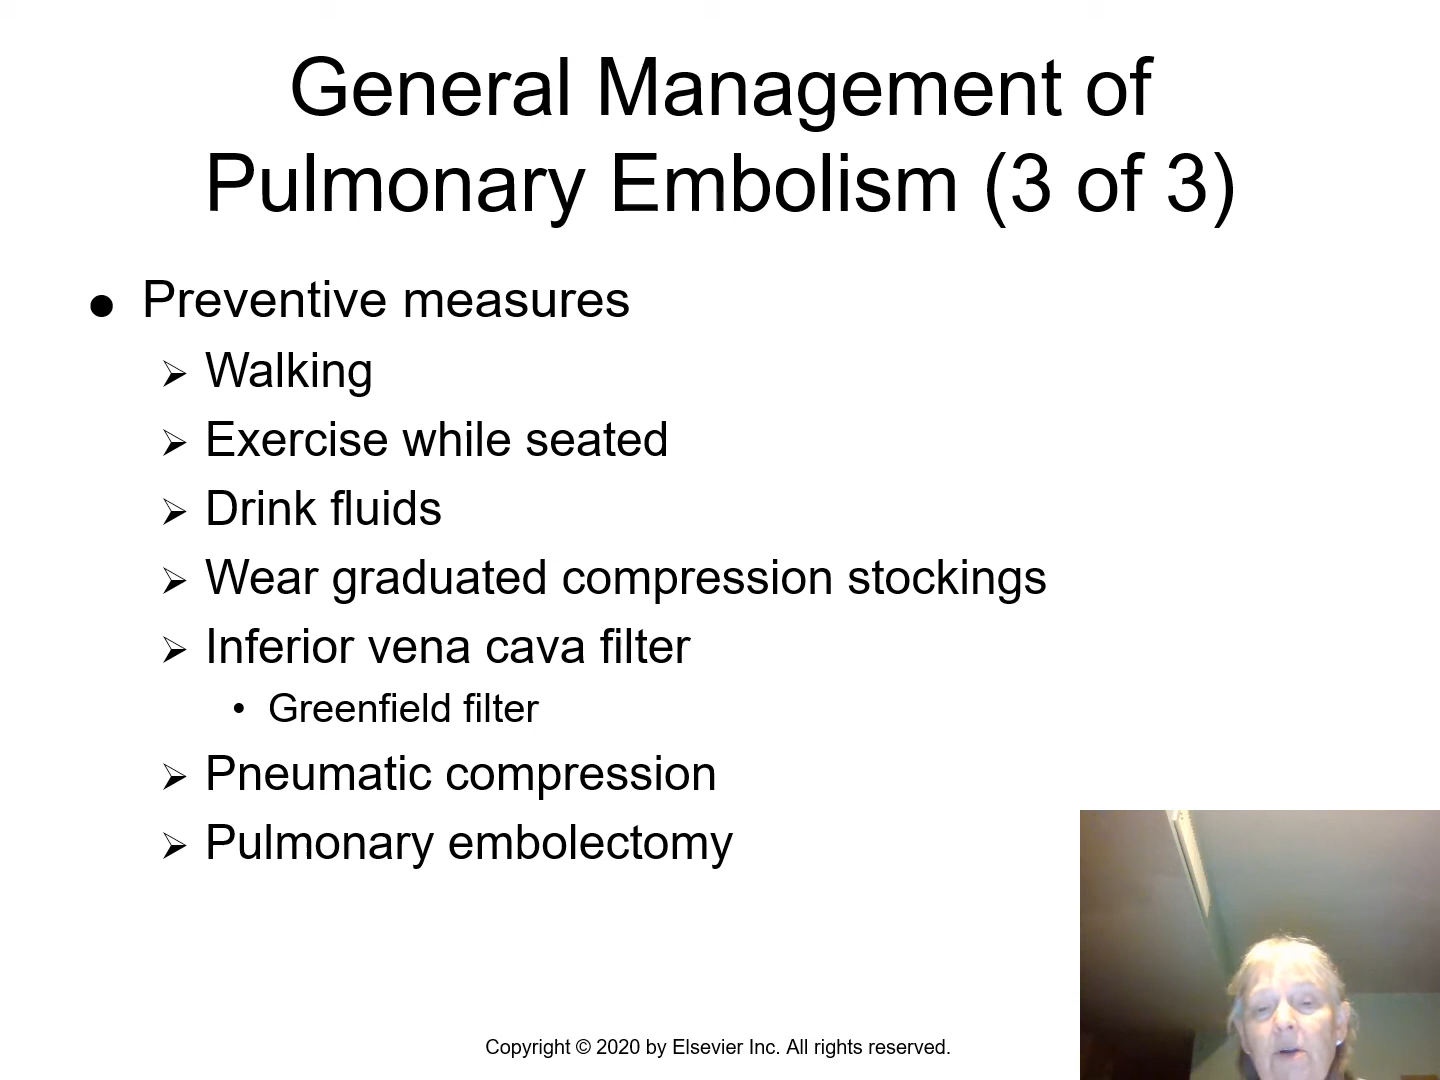 General Management of
Pulmonary Embolism (3 of 3)
● Preventive measures
➢ Walking
➢ Exercise while seated
➢ Drink fluids
➢ Wear graduated compression stockings
➢ Inferior vena cava filter
• Greenfield filter
➢ Pneumatic compression
➢ Pulmonary embolectomy
Copyright © 2020 by Elsevier Inc. All rights reserved.